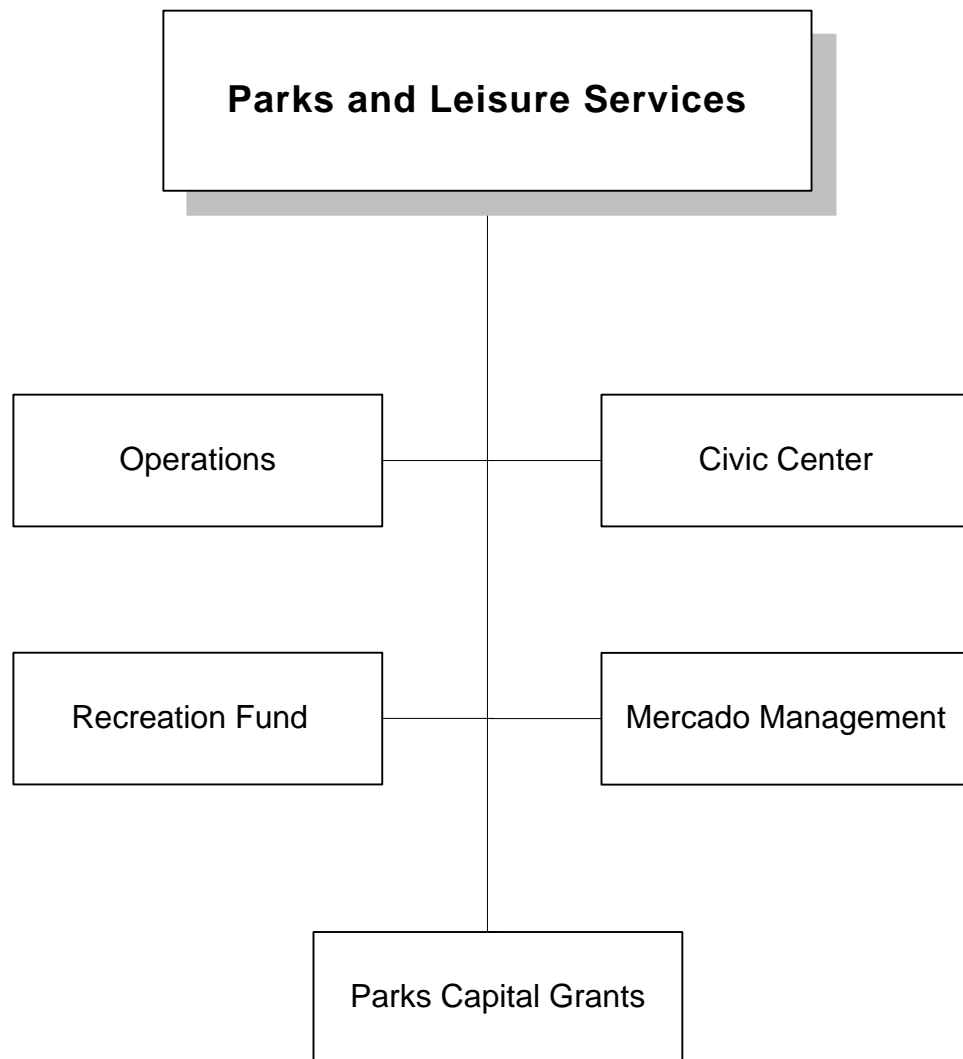 Parks and Leisure Services
Operations
Civic Center
Recreation Fund
Mercado Management
Parks Capital Grants